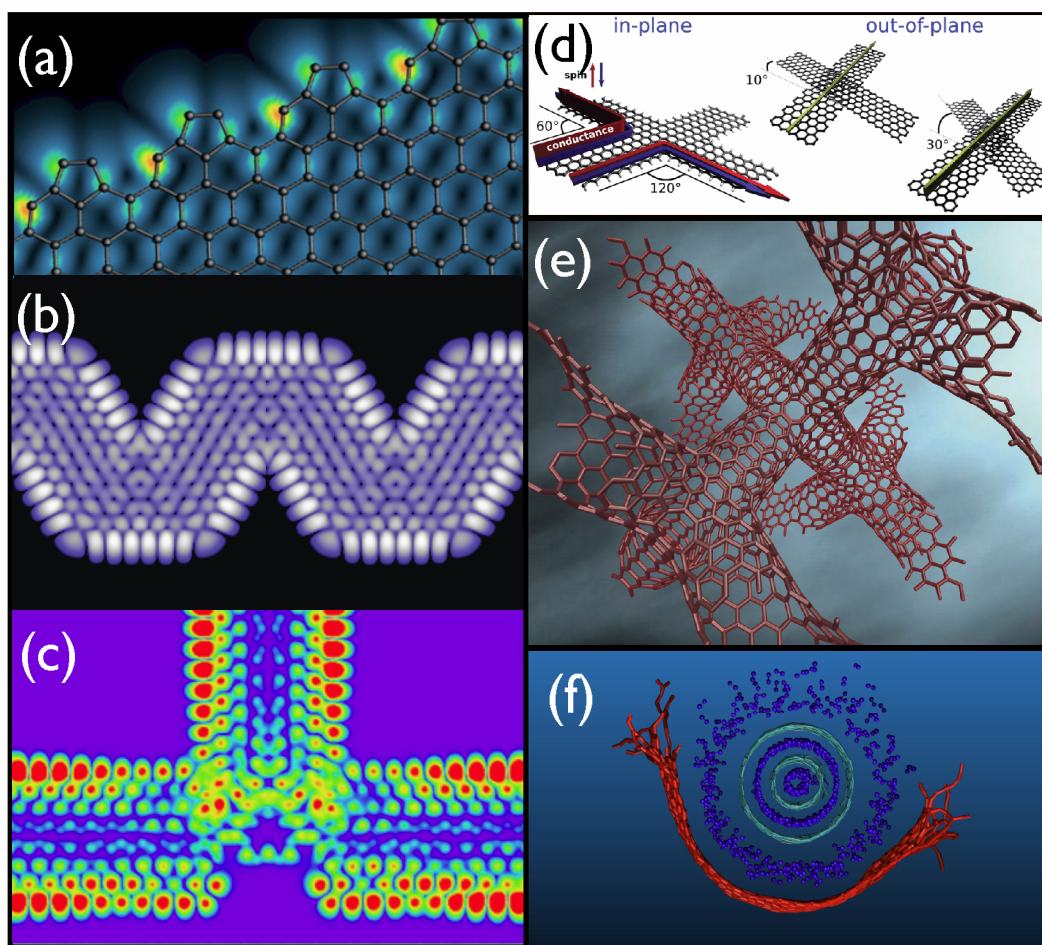 (a)
(b)
(c)
(d)
in-plane
out-of-plane
spin
60°
conductance
120°
10°
30°
(e)
(f)